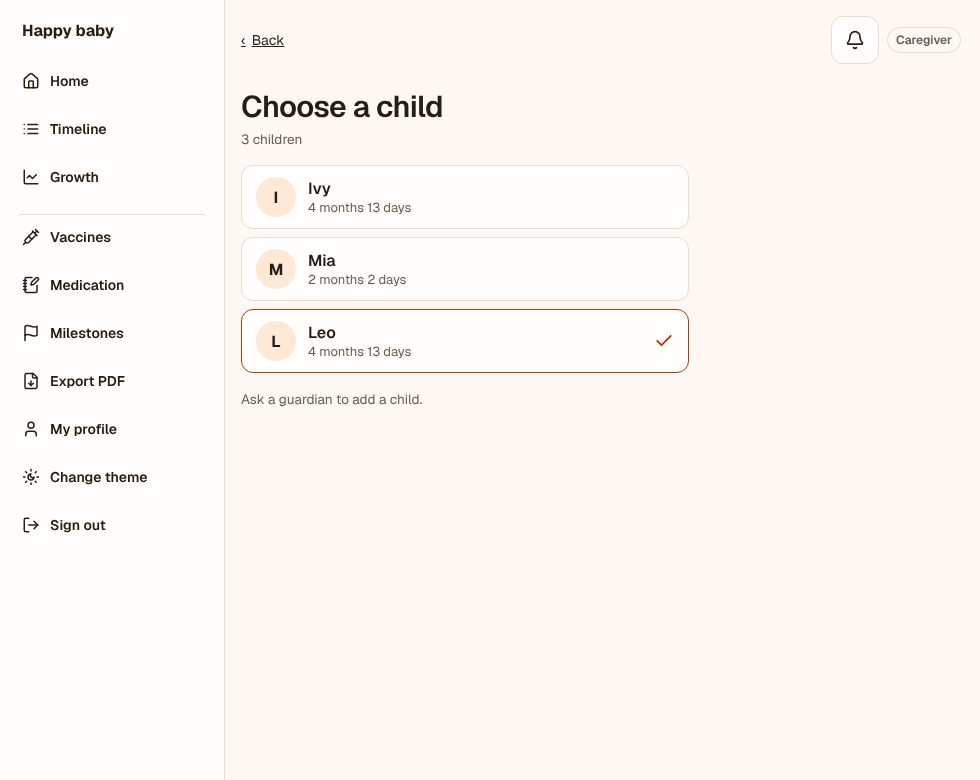 Happy baby
Home
Timeline
Growth
Vaccines
Medication
Milestones
Export PDF
My profile
Change theme
Sign out
‹ Back
Caregiver
Choose a child
3 children
I
Ivy
4 months 13 days
M
Mia
2 months 2 days
L
Leo
4 months 13 days
Ask a guardian to add a child.